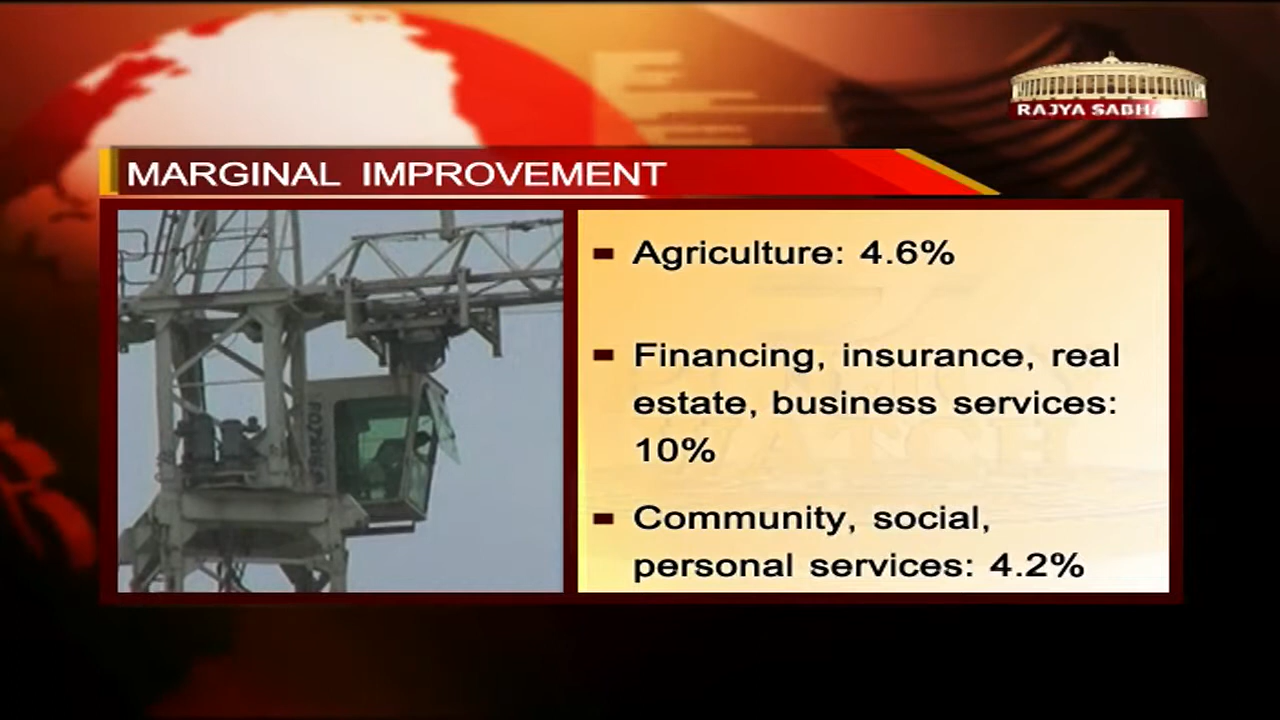 RAJYA SABHA
MARGINAL IMPROVEMENT
Agriculture: 4.6%
Financing, insurance, real
estate, business services:
10%
Community, social,
personal services: 4.2%